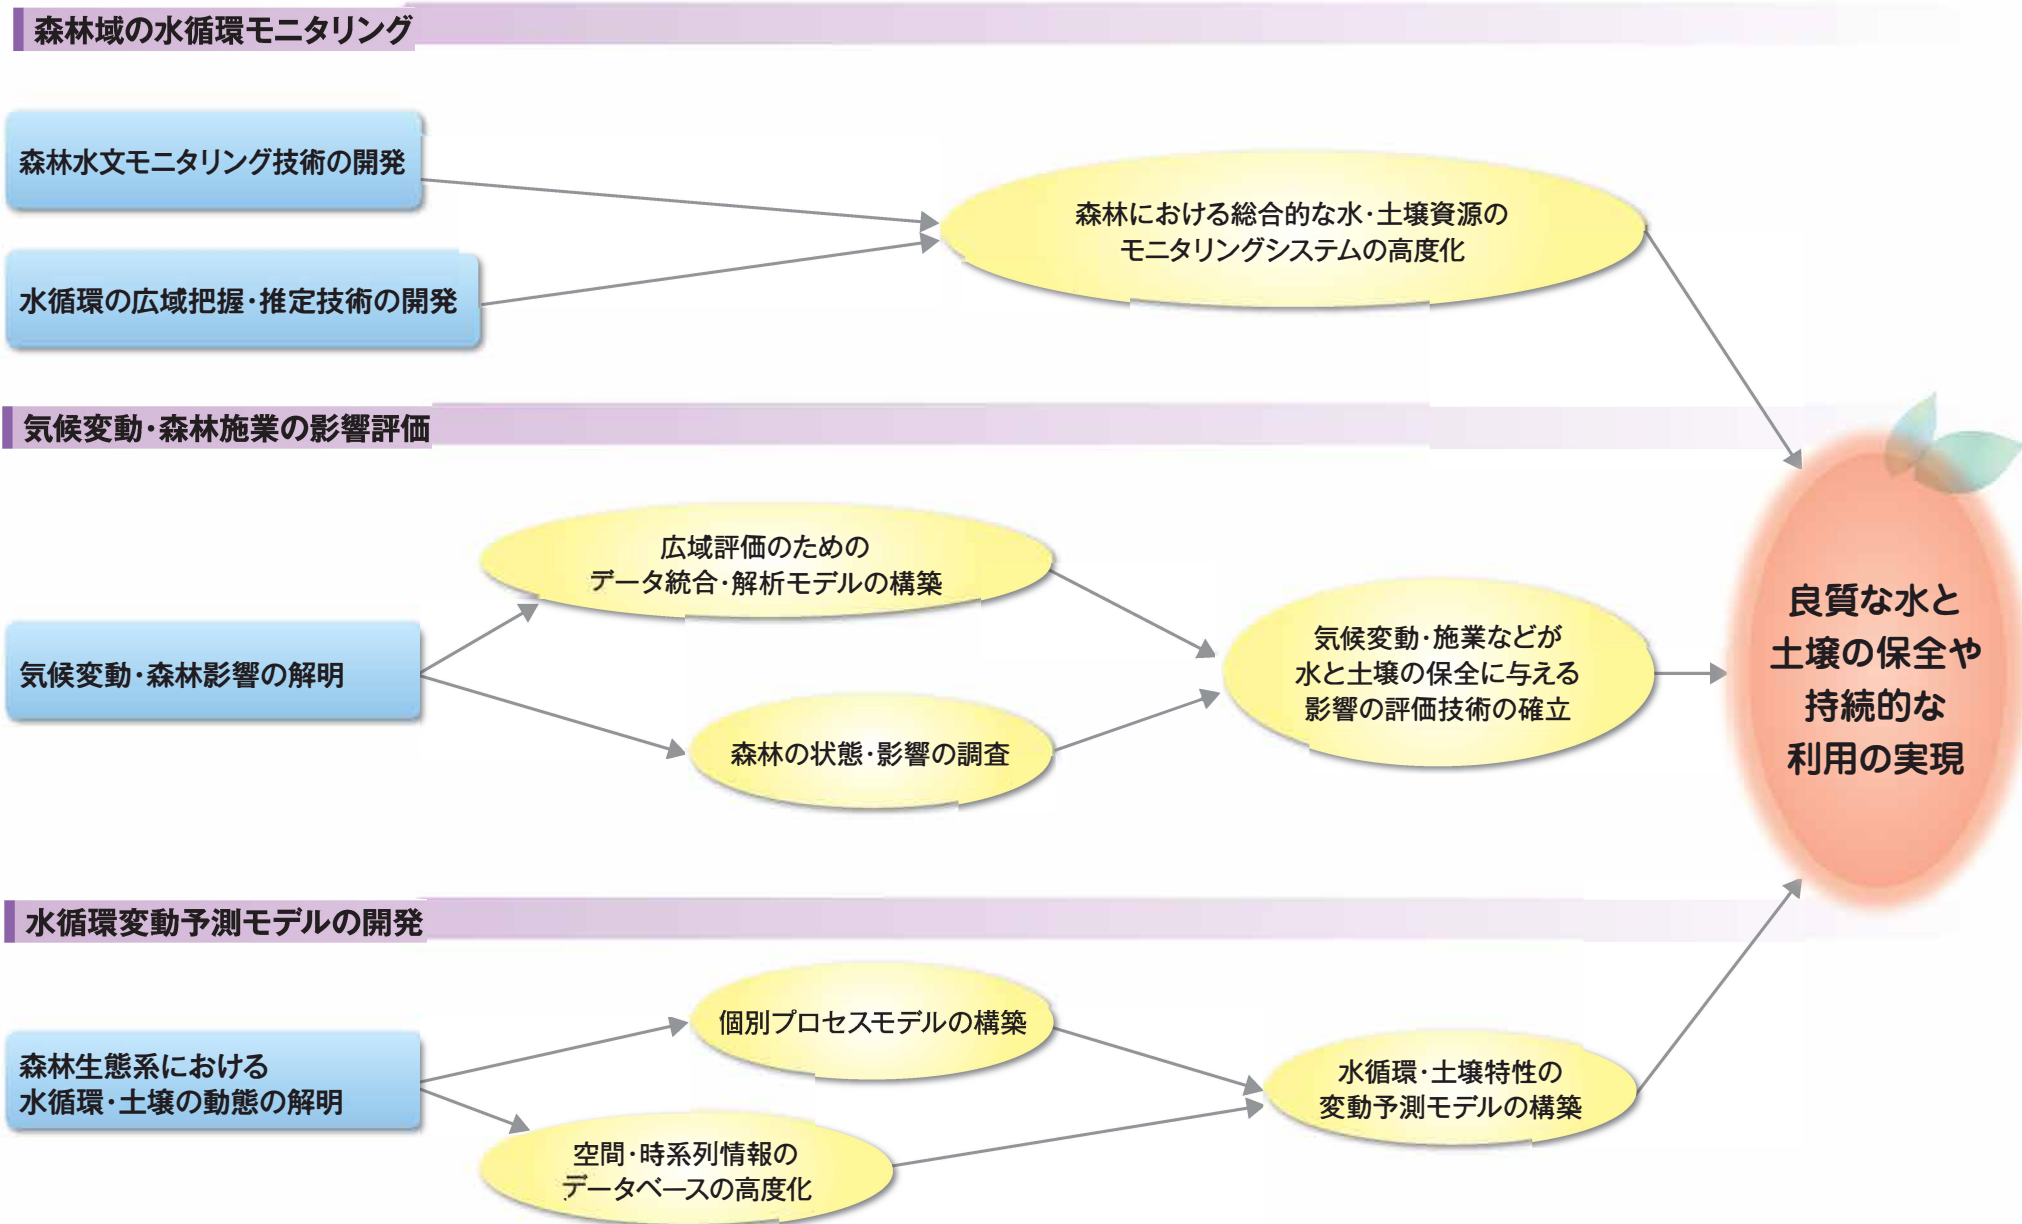 森林域の水循環モニタリング
森林水文モニタリング技術の開発
水循環の広域把握・推定技術の開発
森林における総合的な水・土壌資源の
モニタリングシステムの高度化
気候変動・森林施業の影響評価
気候変動・森林影響の解明
広域評価のための
データ統合・解析モデルの構築
森林の状態・影響の調査
気候変動・施業などが
水と土壌の保全に与える
影響の評価技術の確立
良質な水と
土壌の保全や
持続的な
利用の実現
水循環変動予測モデルの開発
森林生態系における
水循環・土壌の動態の解明
個別プロセスモデルの構築
空間・時系列情報の
データベースの高度化
水循環・土壌特性の
変動予測モデルの構築